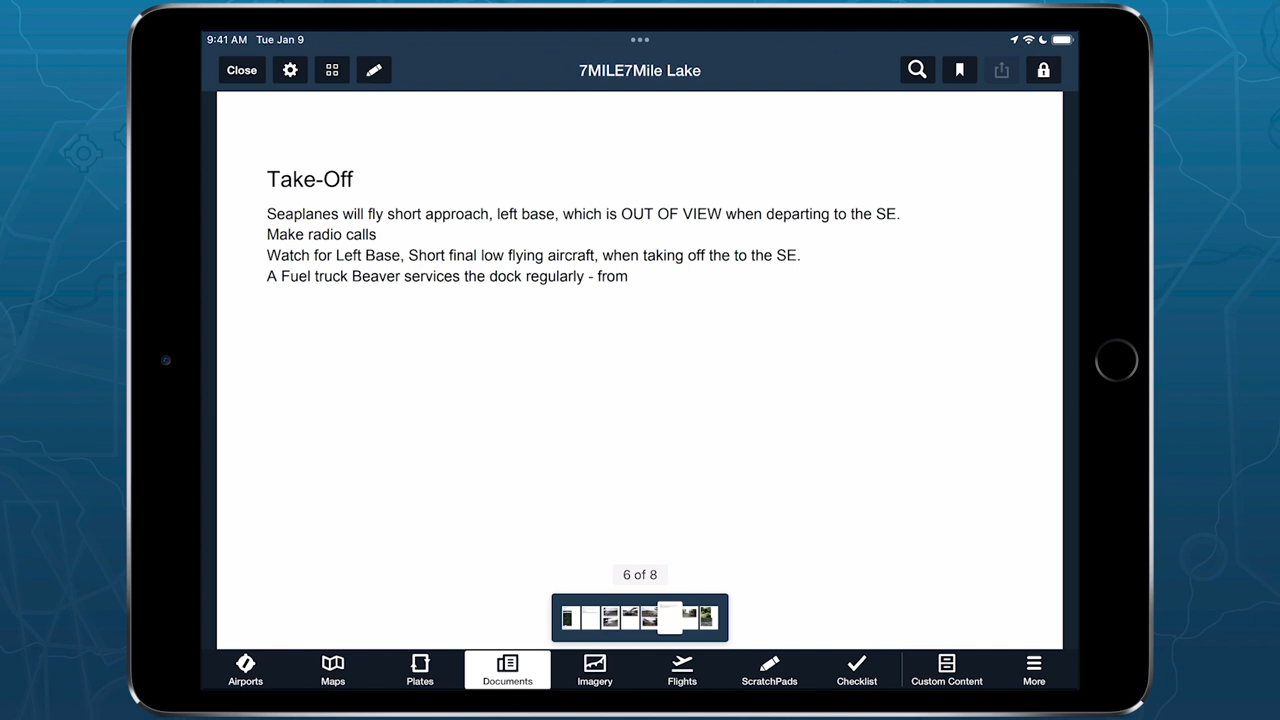 9:41 AM Tue Jan 9
Close
7MILE7Mile Lake
Take-Off
Seaplanes will fly short approach, left base, which is OUT OF VIEW when departing to the SE.
Make radio calls
Watch for Left Base, Short final low flying aircraft, when taking off the to the SE.
A Fuel truck Beaver services the dock regularly - from
6 of 8
Airports
Maps
Plates
Documents
Imagery
Flights
ScratchPads
Checklist
Custom Content
More